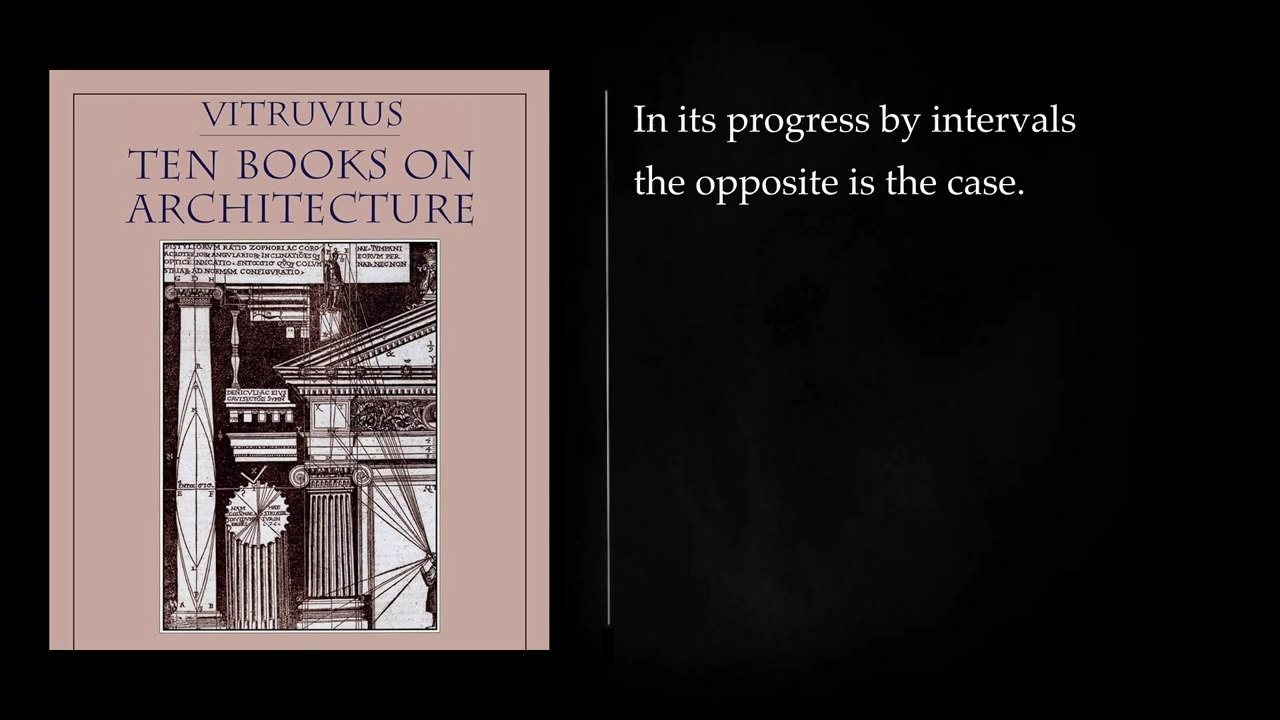 VITRUVIUS
TEN BOOKS ON
ARCHITECTURE
In its progress by intervals
the opposite is the case.